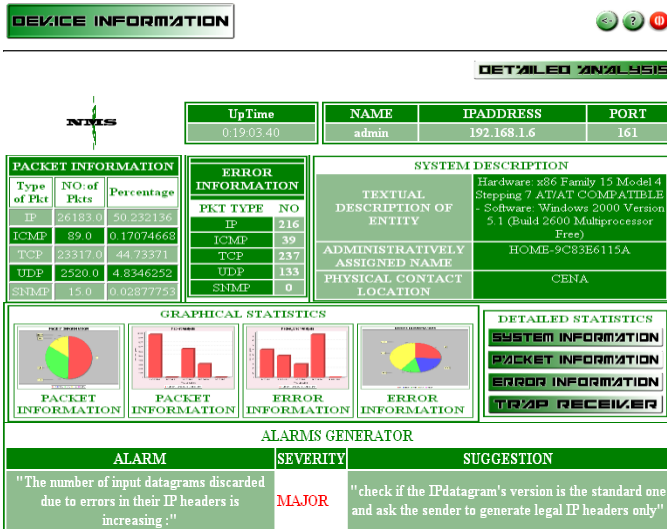 DEVICE INFORMATION
<-
?
DETAILED ANALYSIS
NMS
UpTime
0:19:03.40
NAME IPADDRESS PORT
admin 192.168.1.6 161
PACKET INFORMATION
Type of Pkt NO: of Pkts Percentage
IP 26183.0 50.232136
ICMP 89.0 0.17074668
TCP 23317.0 44.73371
UDP 2520.0 4.8346252
SNMP 15.0 0.02877753
ERROR
INFORMATION
PKT TYPE NO
IP 216
ICMP 39
TCP 237
UDP 133
SNMP 0
SYSTEM DESCRIPTION
TEXTUAL
DESCRIPTION OF
ENTITY
Hardware: x86 Family 15 Model 4
Stepping 7 AT/AT COMPATIBLE
- Software: Windows 2000 Version
5.1 (Build 2600 Multiprocessor
Free)
ADMINISTRATIVELY
ASSIGNED NAME
HOME-9C83E6115A
PHYSICAL CONTACT
LOCATION
CENA
GRAPHICAL STATISTICS
PACKET
INFORMATION
PACKET
INFORMATION
ERROR
INFORMATION
ERROR
INFORMATION
DETAILED STATISTICS
SYSTEM INFORMATION
PACKET INFORMATION
ERROR INFORMATION
TRAP RECEIVER
ALARMS GENERATOR
ALARM SEVERITY SUGGESTION
"The number of input datagrams discarded
due to errors in their IP headers is
increasing :"
MAJOR
"check if the IPdatagram's version is the standard one
and ask the sender to generate legal IP headers only"